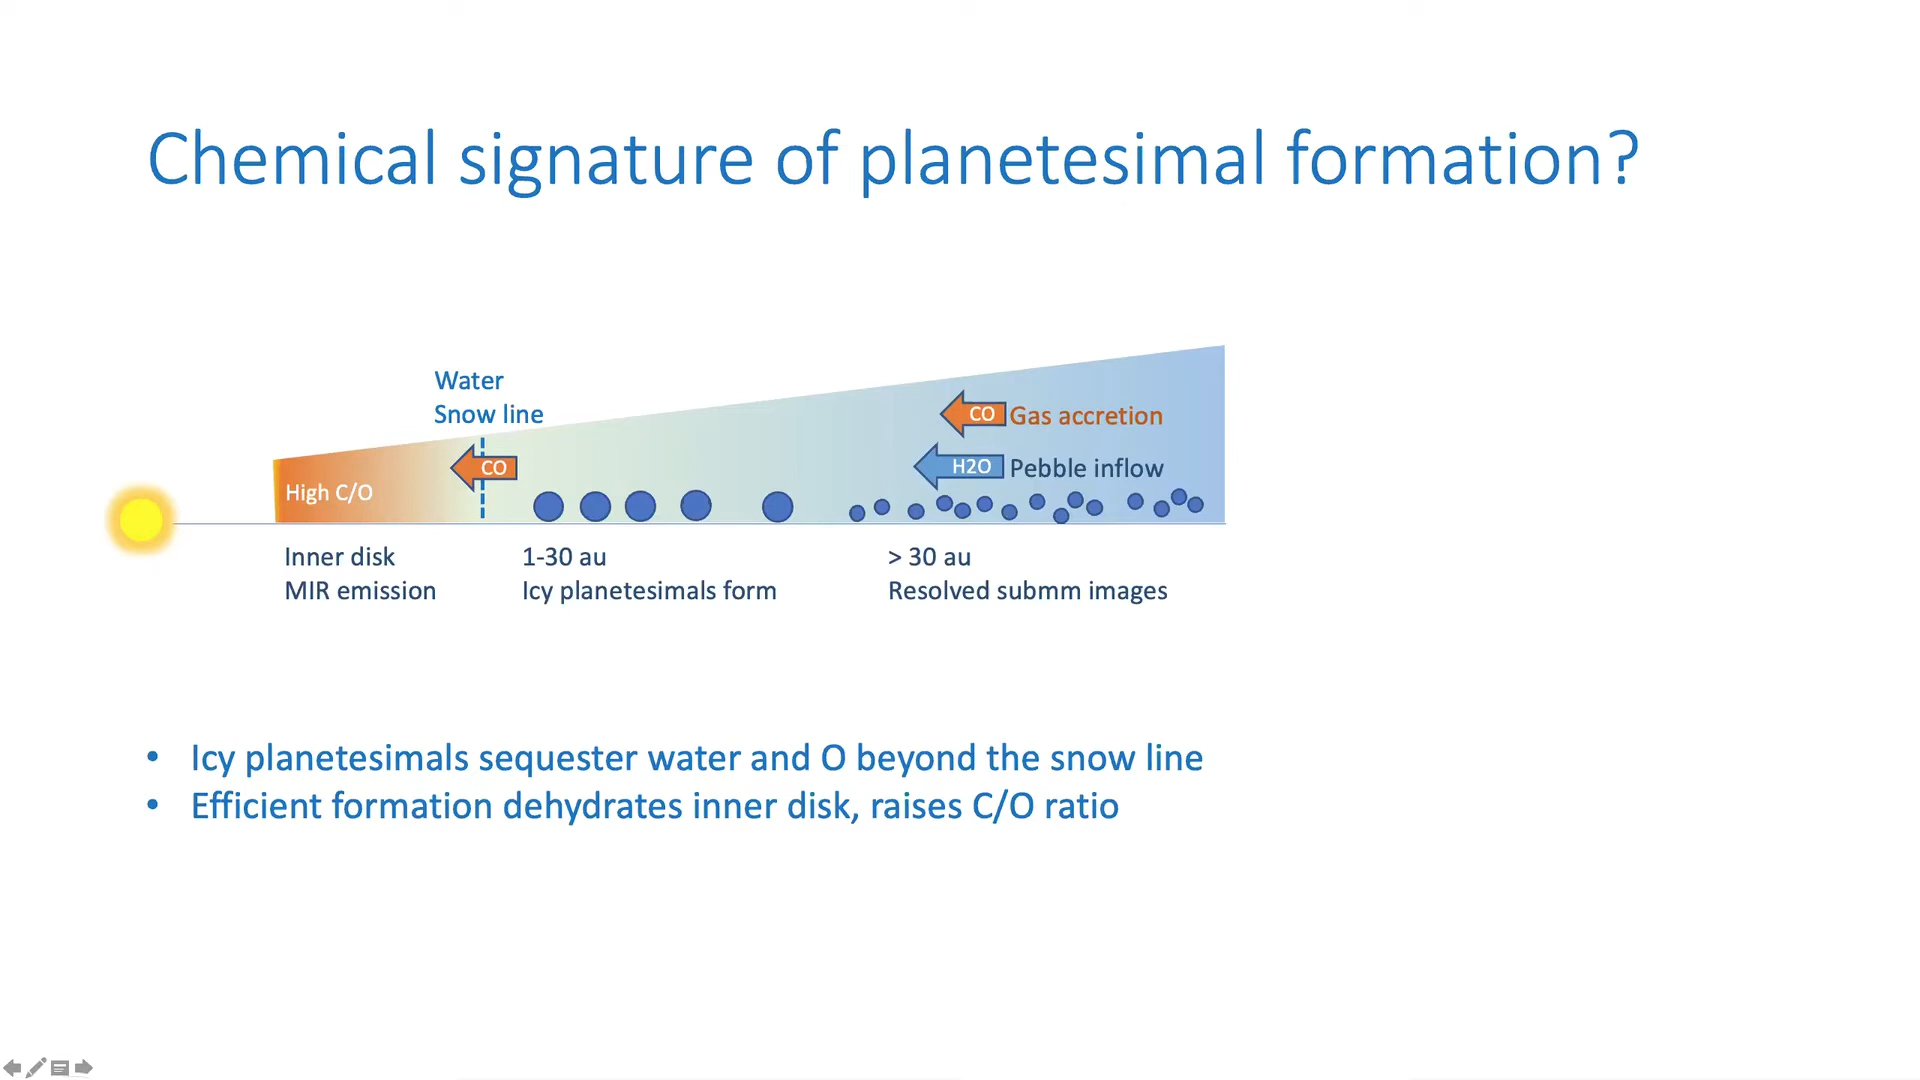 Chemical signature of planetesimal formation?
Water
Snow line
CO Gas accretion
CO
H2O Pebble inflow
High C/O
Inner disk
MIR emission
1-30 au
Icy planetesimals form
> 30 au
Resolved submm images
• Icy planetesimals sequester water and O beyond the snow line
• Efficient formation dehydrates inner disk, raises C/O ratio